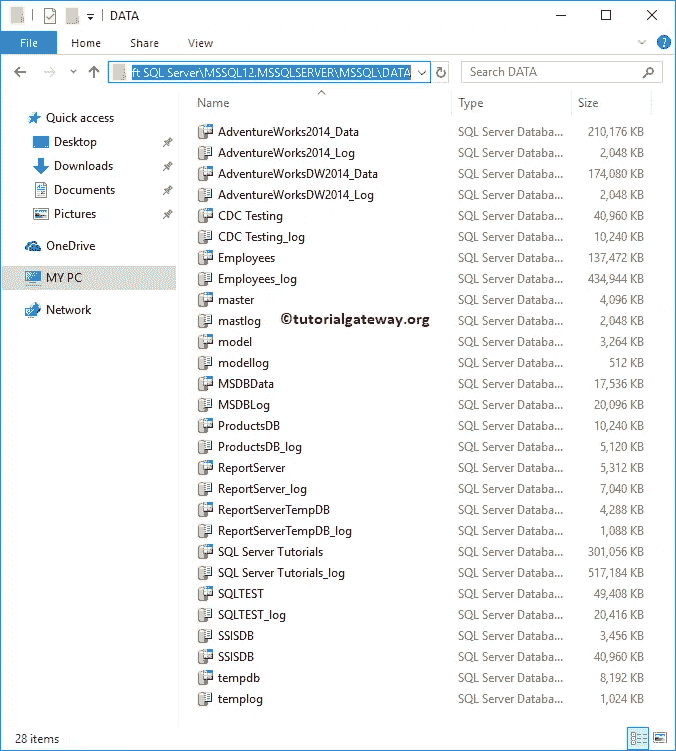 DATA
File Home Share View
ft SQL Server\MSSQL12.MSSQLSERVER\MSSQL\DATA Search DATA
Name Type Size
Quick access
Desktop
Downloads
Documents
Pictures
OneDrive
MY PC
Network
AdventureWorks2014_Data SQL Server Databa... 210,176 KB
AdventureWorks2014_Log SQL Server Databa... 2,048 KB
AdventureWorksDW2014_Data SQL Server Databa... 174,080 KB
AdventureWorksDW2014_Log SQL Server Databa... 2,048 KB
CDC Testing SQL Server Databa... 40,960 KB
CDC Testing_log SQL Server Databa... 10,240 KB
Employees SQL Server Databa... 137,472 KB
Employees_log SQL Server Databa... 434,944 KB
master SQL Server Databa... 4,096 KB
mastlog SQL Server Databa... 2,048 KB
©tutorialgateway.org
model SQL Server Databa... 3,264 KB
modellog SQL Server Databa... 512 KB
MSDBData SQL Server Databa... 17,536 KB
MSDBLog SQL Server Databa... 20,096 KB
ProductsDB SQL Server Databa... 10,240 KB
ProductsDB_log SQL Server Databa... 5,120 KB
ReportServer SQL Server Databa... 5,312 KB
ReportServer_log SQL Server Databa... 7,040 KB
ReportServerTempDB SQL Server Databa... 4,288 KB
ReportServerTempDB_log SQL Server Databa... 1,088 KB
SQL Server Tutorials SQL Server Databa... 301,056 KB
SQL Server Tutorials_log SQL Server Databa... 517,184 KB
SQLTEST SQL Server Databa... 49,408 KB
SQLTEST_log SQL Server Databa... 20,416 KB
SSISDB SQL Server Databa... 3,456 KB
SSISDB SQL Server Databa... 40,960 KB
tempdb SQL Server Databa... 8,192 KB
templog SQL Server Databa... 1,024 KB
28 items